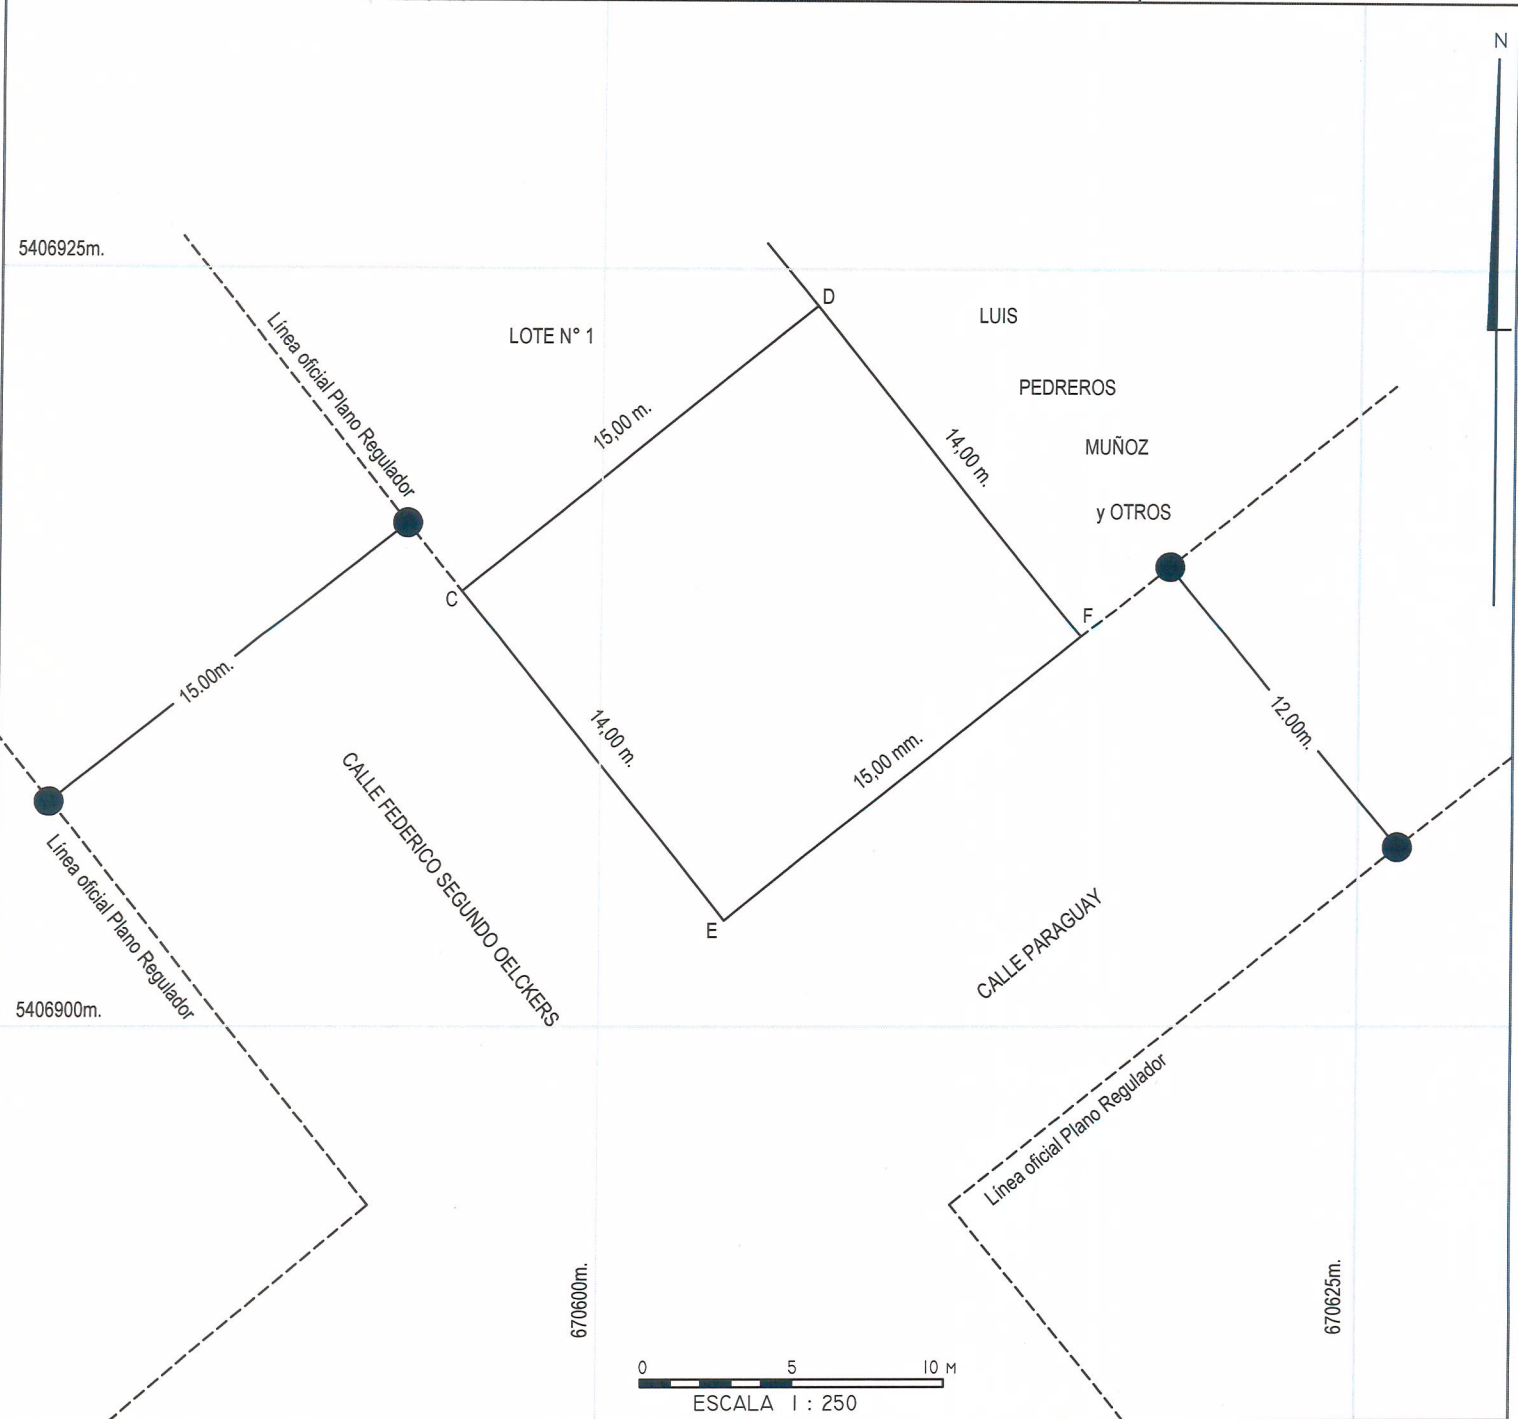 N
5406925m.
Línea oficial Plano Regulador
LOTE N° 1
D
LUIS
PEDREROS
MUÑOZ
y OTROS
15,00 m.
14,00 m.
C
F
15.00m.
12.00m.
14,00 m.
15,00 mm.
CALLE FEDERICO SEGUNDO OELCKERS
Línea oficial Plano Regulador
E
CALLE PARAGUAY
5406900m.
Línea oficial Plano Regulador
670600m.
670625m.
0 5 10 M
ESCALA 1 : 250